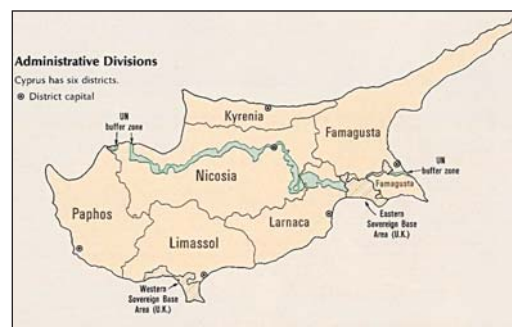 Administrative Divisions
Cyprus has six districts.
District capital
UN
buffer zone
Kyrenia
Famagusta
UN
buffer zone
Nicosia
Famagusta
Paphos
Larnaca
Limassol
Eastern
Sovereign Base
Area (U.K.)
Western
Sovereign Base
Area (U.K.)